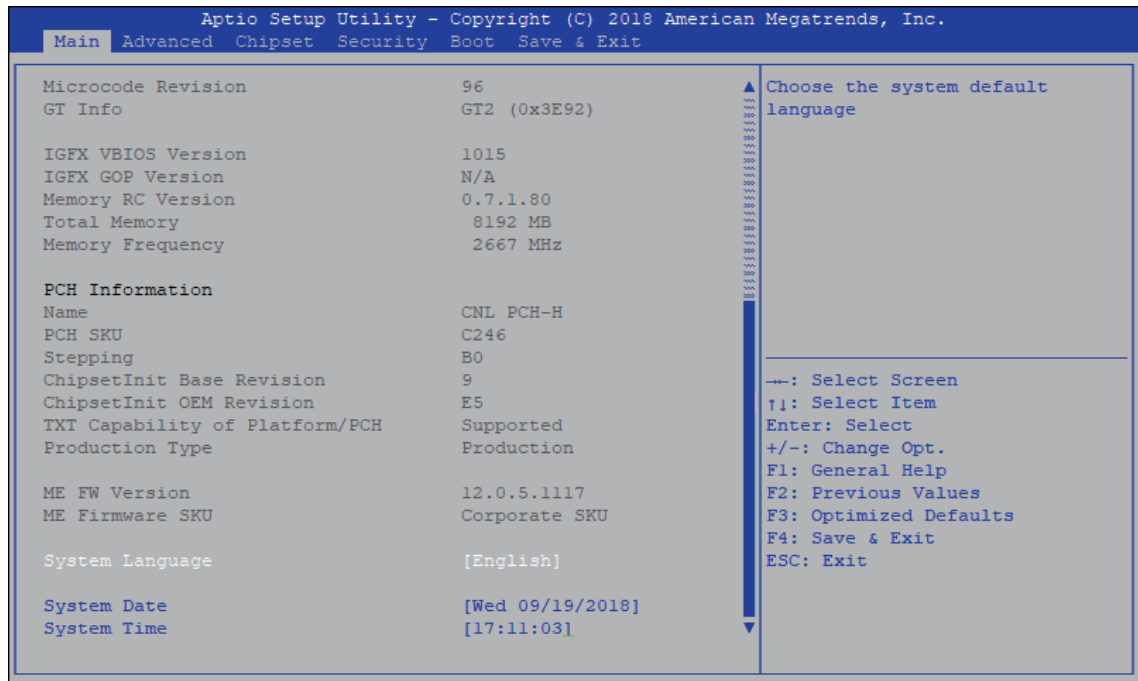 Aptio Setup Utility - Copyright (C) 2018 American Megatrends, Inc.
Main Advanced Chipset Security Boot Save & Exit
Microcode Revision 96
GT Info GT2 (0x3E92)
IGFX VBIOS Version 1015
IGFX GOP Version N/A
Memory RC Version 0.7.1.80
Total Memory 8192 MB
Memory Frequency 2667 MHz
PCH Information
Name CNL PCH-H
PCH SKU C246
Stepping B0
ChipsetInit Base Revision 9
ChipsetInit OEM Revision E5
TXT Capability of Platform/PCH Supported
Production Type Production
ME FW Version 12.0.5.1117
ME Firmware SKU Corporate SKU
System Language [English]
System Date [Wed 09/19/2018]
System Time [17:11:03]
Choose the system default
language
→←: Select Screen
↑↓: Select Item
Enter: Select
+/-: Change Opt.
F1: General Help
F2: Previous Values
F3: Optimized Defaults
F4: Save & Exit
ESC: Exit